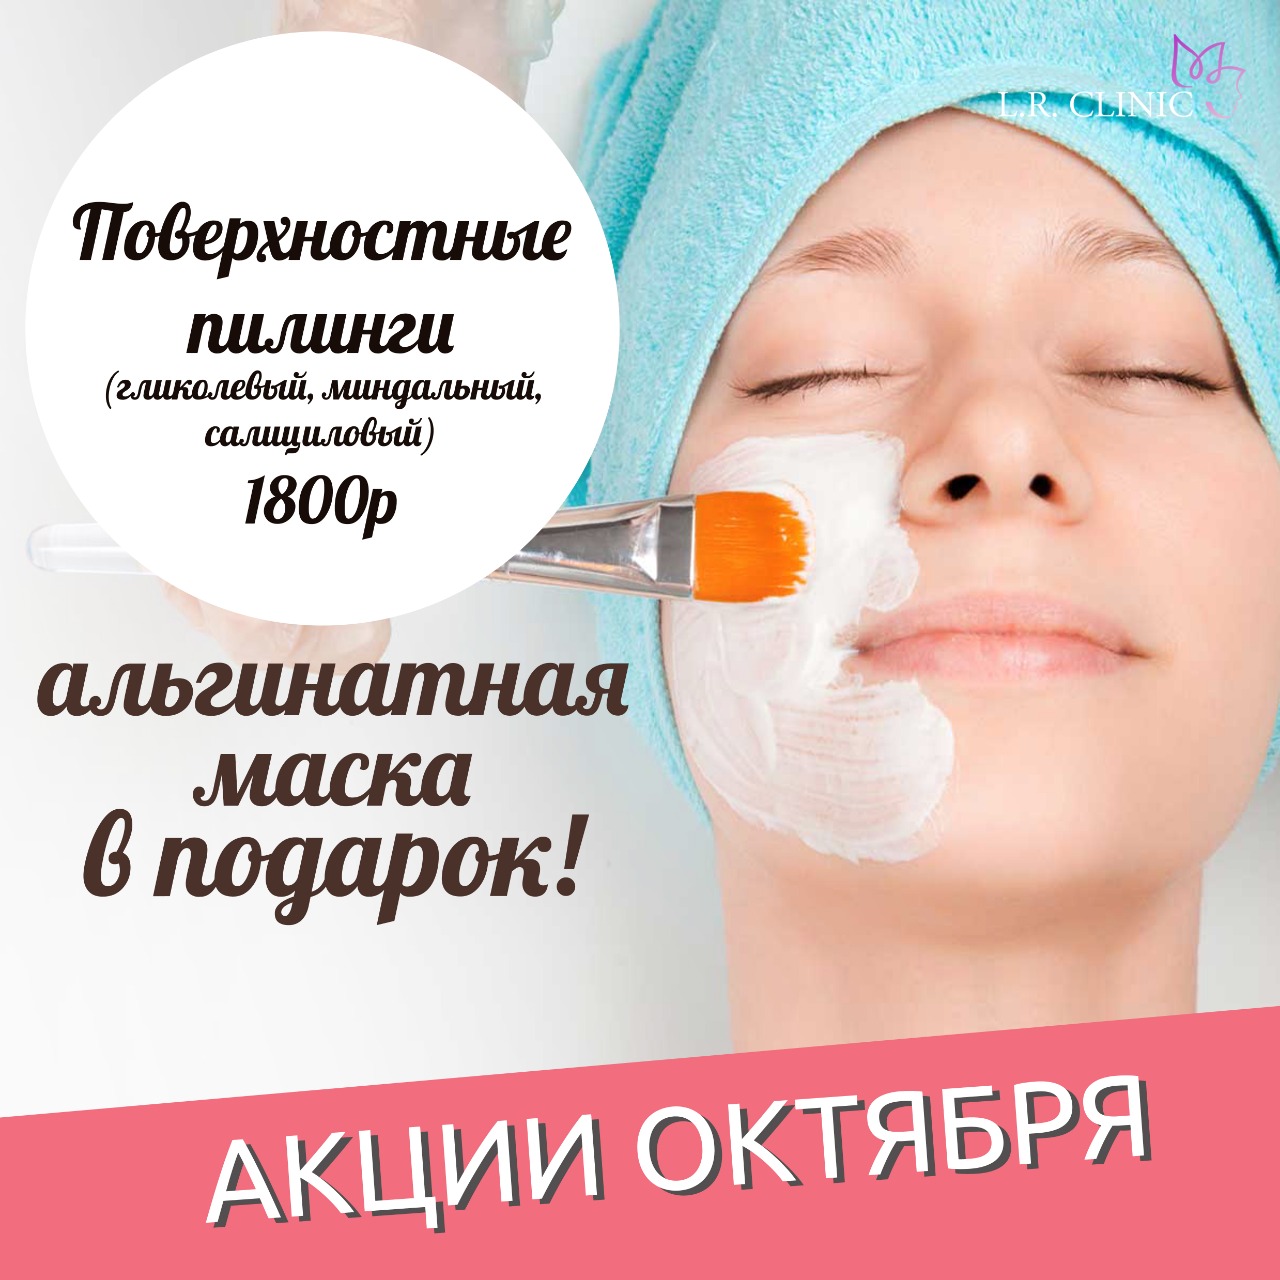 L.R. CLINIC
Поверхностные
пилинги
(гликолевый, миндальный,
салициловый)
1800р
альгинатная
маска
в подарок!
АКЦИИ ОКТЯБРЯ